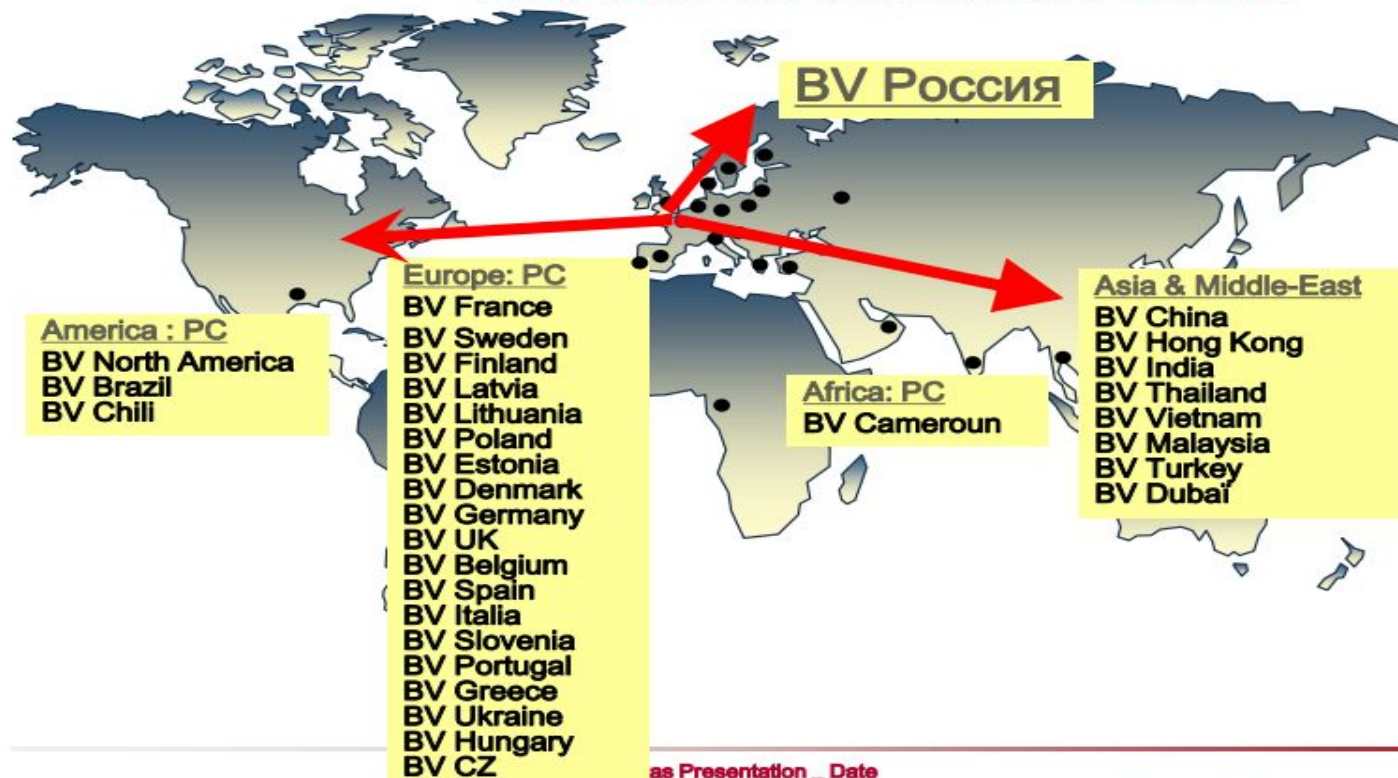 BV Россия
America : PC
BV North America
BV Brazil
BV Chili
Europe: PC
BV France
BV Sweden
BV Finland
BV Latvia
BV Lithuania
BV Poland
BV Estonia
BV Denmark
BV Germany
BV UK
BV Belgium
BV Spain
BV Italia
BV Slovenia
BV Portugal
BV Greece
BV Ukraine
BV Hungary
BV CZ
Africa: PC
BV Cameroun
Asia & Middle-East
BV China
BV Hong Kong
BV India
BV Thailand
BV Vietnam
BV Malaysia
BV Turkey
BV Dubaï
as Presentation _ Date